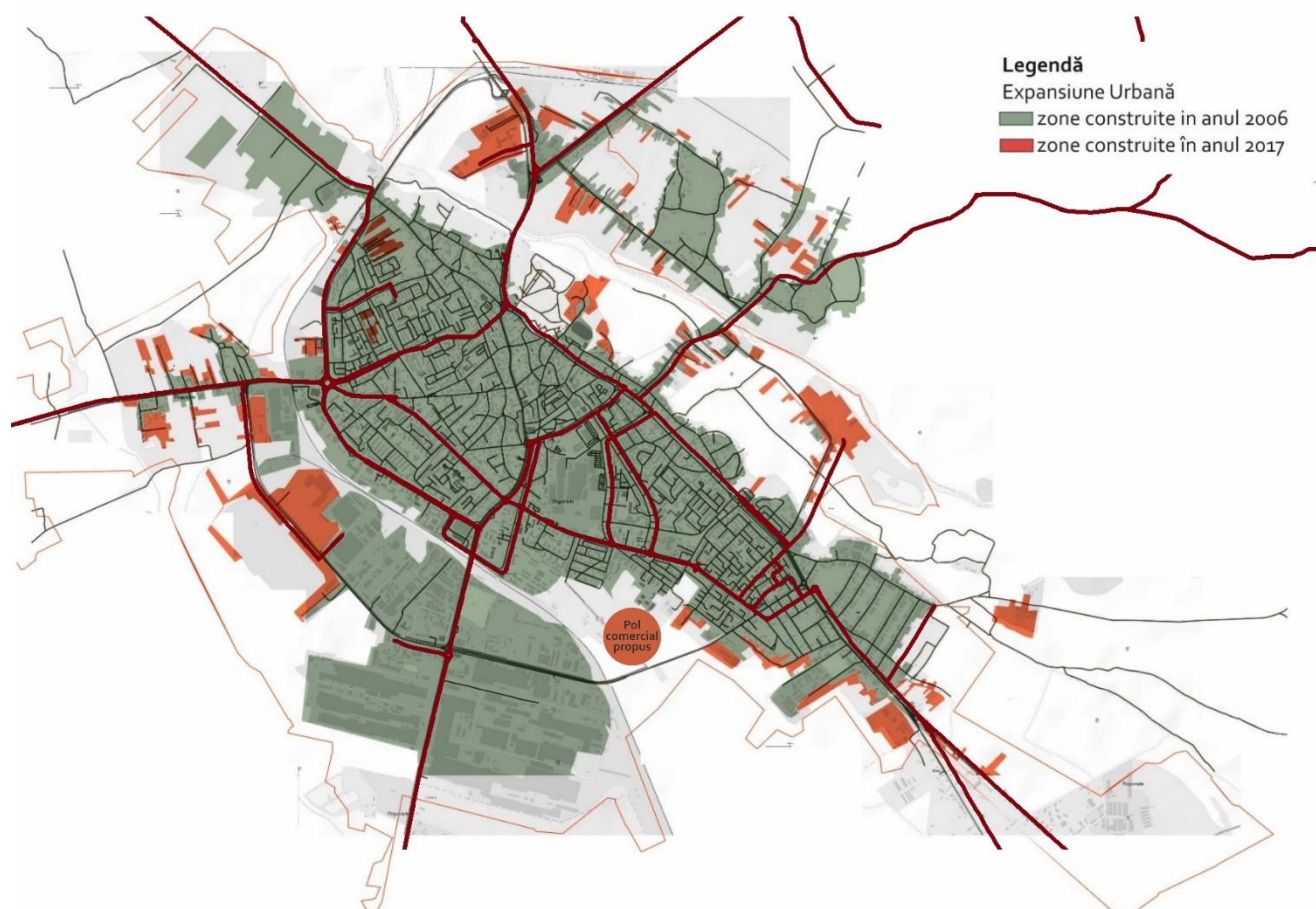 Legendă
Expansiune Urbană
zone construite in anul 2006
zone construite în anul 2017
Pol
comercial
propus